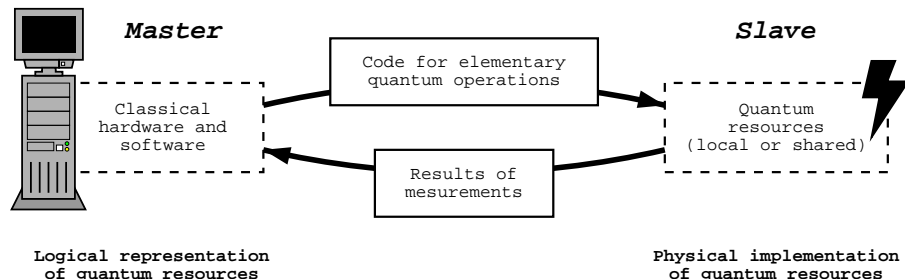 Master
Slave
Code for elementary
quantum operations
Classical
hardware and
software
Quantum
resources
(local or shared)
Results of
mesurements
Logical representation
of quantum resources
Physical implementation
of quantum resources